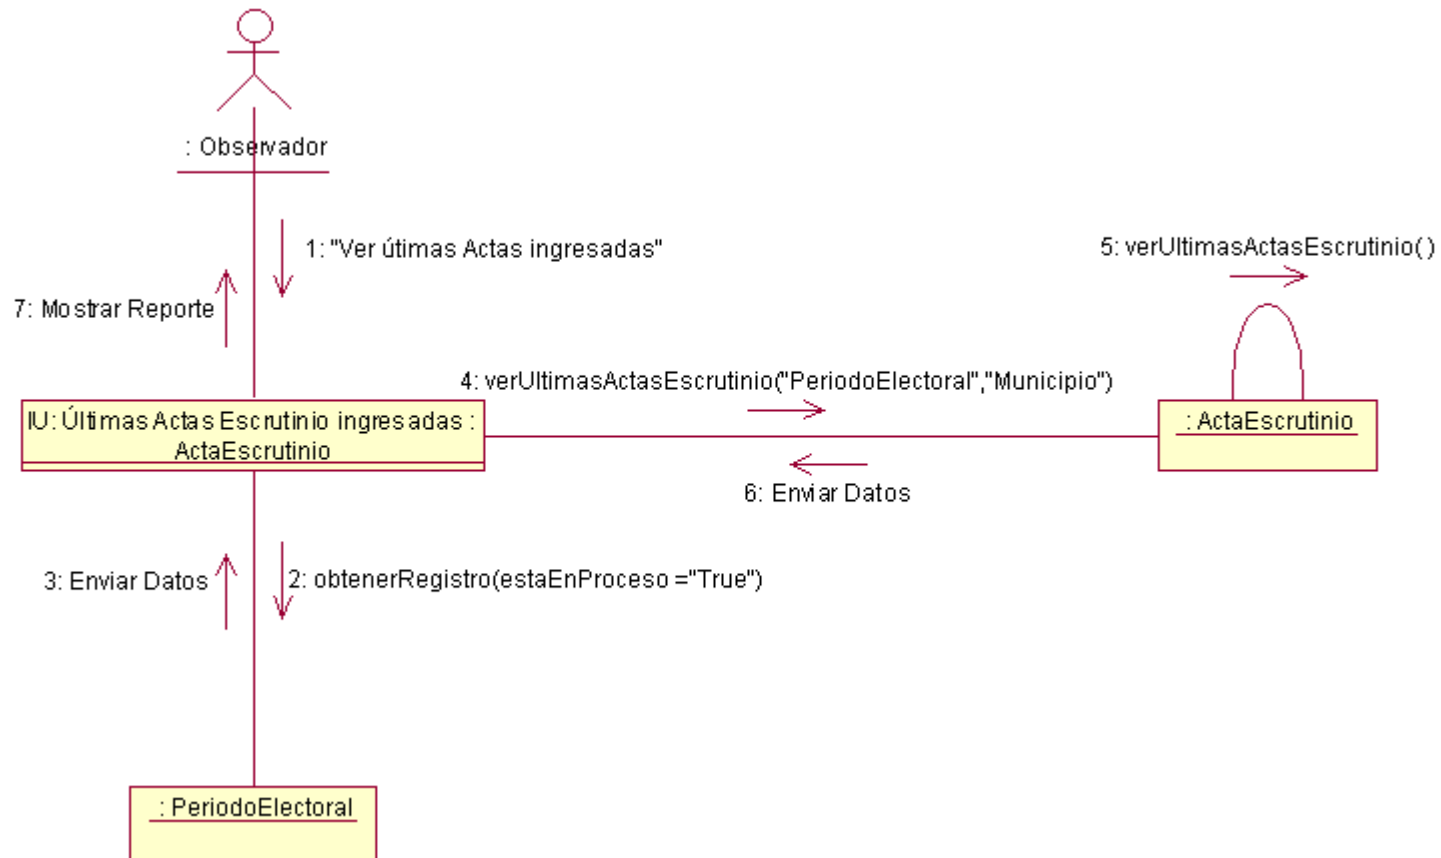 : Observador
1: "Ver útimas Actas ingresadas"
5: verUltimasActasEscrutinio()
7: Mostrar Reporte
4: verUltimasActasEscrutinio("PeriodoElectoral","Municipio")
IU: Últimas Actas Escrutinio ingresadas :
ActaEscrutinio
: ActaEscrutinio
6: Enviar Datos
3: Enviar Datos
2: obtenerRegistro(estaEnProceso ="True")
: PeriodoElectoral